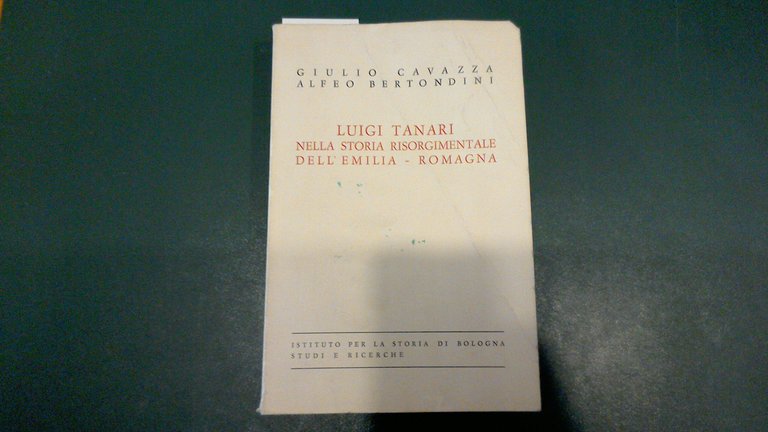 GIULIO CAVAZZA
ALFEO BERTONDINI
LUIGI TANARI
NELLA STORIA RISORGIMENTALE
DELL'EMILIA - ROMAGNA
ISTITUTO PER LA STORIA DI BOLOGNA
STUDI E RICERCHE